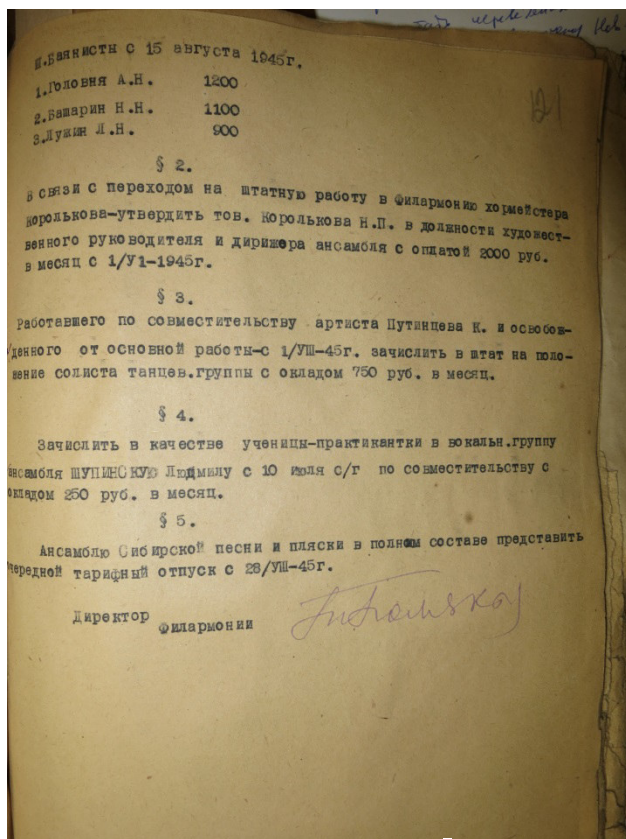 Ш.Баянисты с 15 августа 1945г.
1.Головня А.Н. 1200
2.Башарин Н.Н. 1100
3.Лужин Л.Н. 900
§ 2.
В связи с переходом на штатную работу в Филармонию хормейстера
Королькова-утвердить тов. Королькова Н.П. в должности художест-
венного руководителя и дирижера ансамбля с оплатой 2000 руб.
в месяц с 1/У1-1945г.
§ 3.
Работавшего по совместительству артиста Путинцева К. и освобож-
денного от основной работы-с 1/УШ-45г. зачислить в штат на поло-
жение солиста танцев.группы с окладом 750 руб. в месяц.
§ 4.
Зачислить в качестве ученицы-практикантки в вокальн.группу
ансамбля ШУПИНСКУЮ Людмилу с 10 июля с/г по совместительству с
окладом 250 руб. в месяц.
§ 5.
Ансамблю Сибирской песни и пляски в полном составе представить
очередной тарифный отпуск с 28/УШ-45г.
Директор
Филармонии